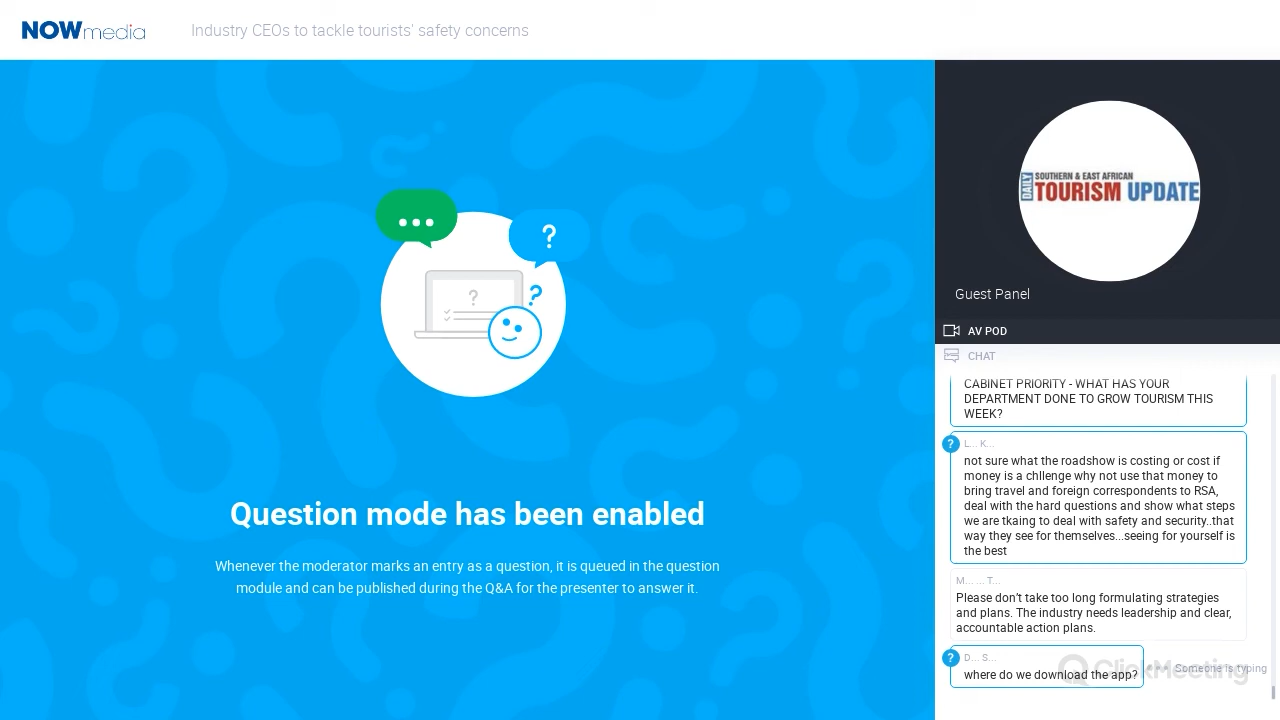 NOWmedia
Industry CEOs to tackle tourists' safety concerns
?
?
?
Question mode has been enabled
Whenever the moderator marks an entry as a question, it is queued in the question
module and can be published during the Q&A for the presenter to answer it.
DAILY
SOUTHERN & EAST AFRICAN
TOURISM UPDATE
Guest Panel
AV POD
CHAT
CABINET PRIORITY - WHAT HAS YOUR
DEPARTMENT DONE TO GROW TOURISM THIS
WEEK?
? L... K...
not sure what the roadshow is costing or cost if
money is a chllenge why not use that money to
bring travel and foreign correspondents to RSA,
deal with the hard questions and show what steps
we are tkaing to deal with safety and security..that
way they see for themselves...seeing for yourself is
the best
M... ... T...
Please don't take too long formulating strategies
and plans. The industry needs leadership and clear,
accountable action plans.
? D... S...
where do we download the app?
Someone is typing
ClickMeeting